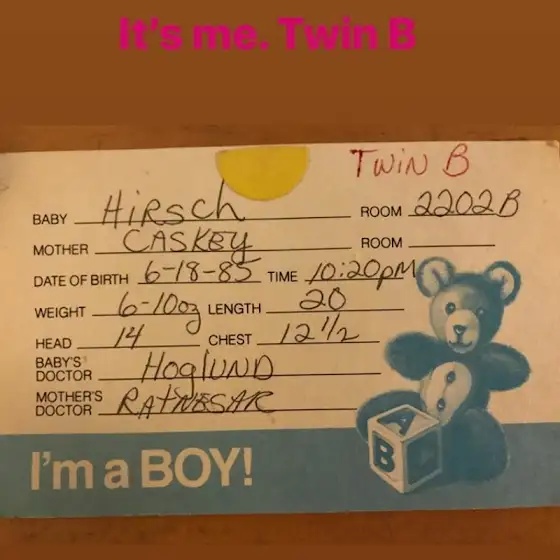 It's me. Twin B
TWIN B
BABY HIRSCH ROOM 2202B
MOTHER CASKEY ROOM
DATE OF BIRTH 6-18-85 TIME 10:20pM
WEIGHT 6-10oz LENGTH 20
HEAD 14 CHEST 12 1/2
BABY'S DOCTOR HoglUND
MOTHER'S DOCTOR RATNESAR
I'm a BOY!
A
B